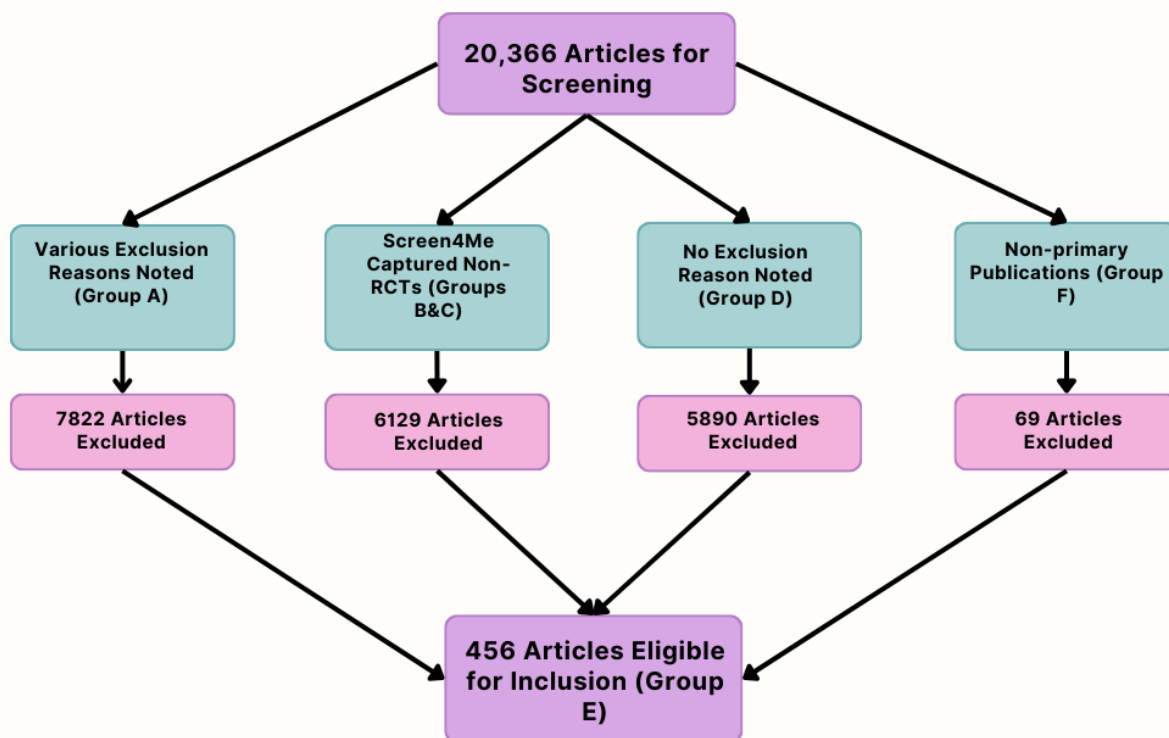 20,366 Articles for
Screening
Various Exclusion
Reasons Noted
(Group A)
Screen4Me
Captured Non-
RCTs (Groups
B&C)
No Exclusion
Reason Noted
(Group D)
Non-primary
Publications (Group
F)
7822 Articles
Excluded
6129 Articles
Excluded
5890 Articles
Excluded
69 Articles
Excluded
456 Articles Eligible
for Inclusion (Group
E)